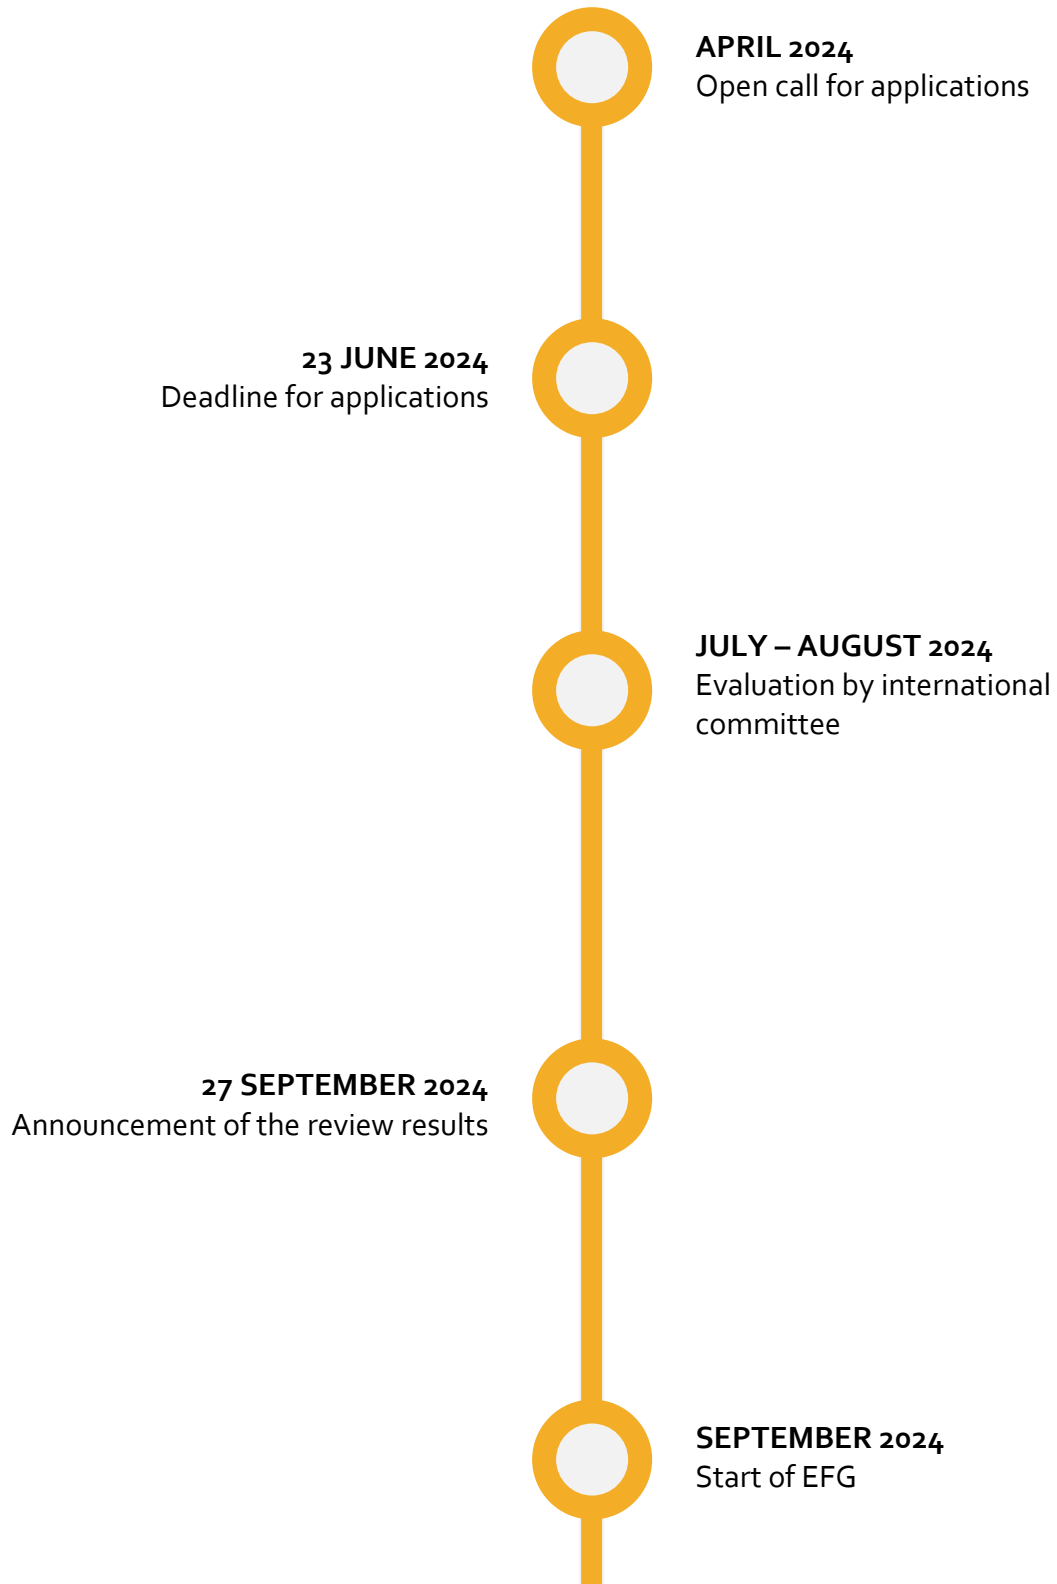 APRIL 2024
Open call for applications
23 JUNE 2024
Deadline for applications
JULY – AUGUST 2024
Evaluation by international
committee
27 SEPTEMBER 2024
Announcement of the review results
SEPTEMBER 2024
Start of EFG